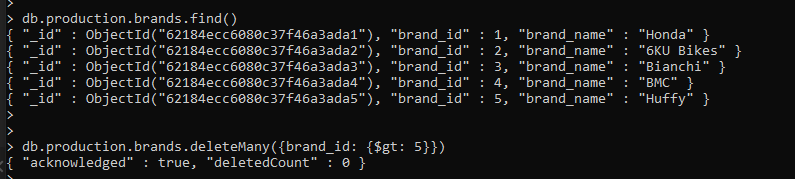 >
> db.production.brands.find()
{ "_id" : ObjectId("62184ecc6080c37f46a3ada1"), "brand_id" : 1, "brand_name" : "Honda" }
{ "_id" : ObjectId("62184ecc6080c37f46a3ada2"), "brand_id" : 2, "brand_name" : "6KU Bikes" }
{ "_id" : ObjectId("62184ecc6080c37f46a3ada3"), "brand_id" : 3, "brand_name" : "Bianchi" }
{ "_id" : ObjectId("62184ecc6080c37f46a3ada4"), "brand_id" : 4, "brand_name" : "BMC" }
{ "_id" : ObjectId("62184ecc6080c37f46a3ada5"), "brand_id" : 5, "brand_name" : "Huffy" }
>
>
> db.production.brands.deleteMany({brand_id: {$gt: 5}})
{ "acknowledged" : true, "deletedCount" : 0 }
>